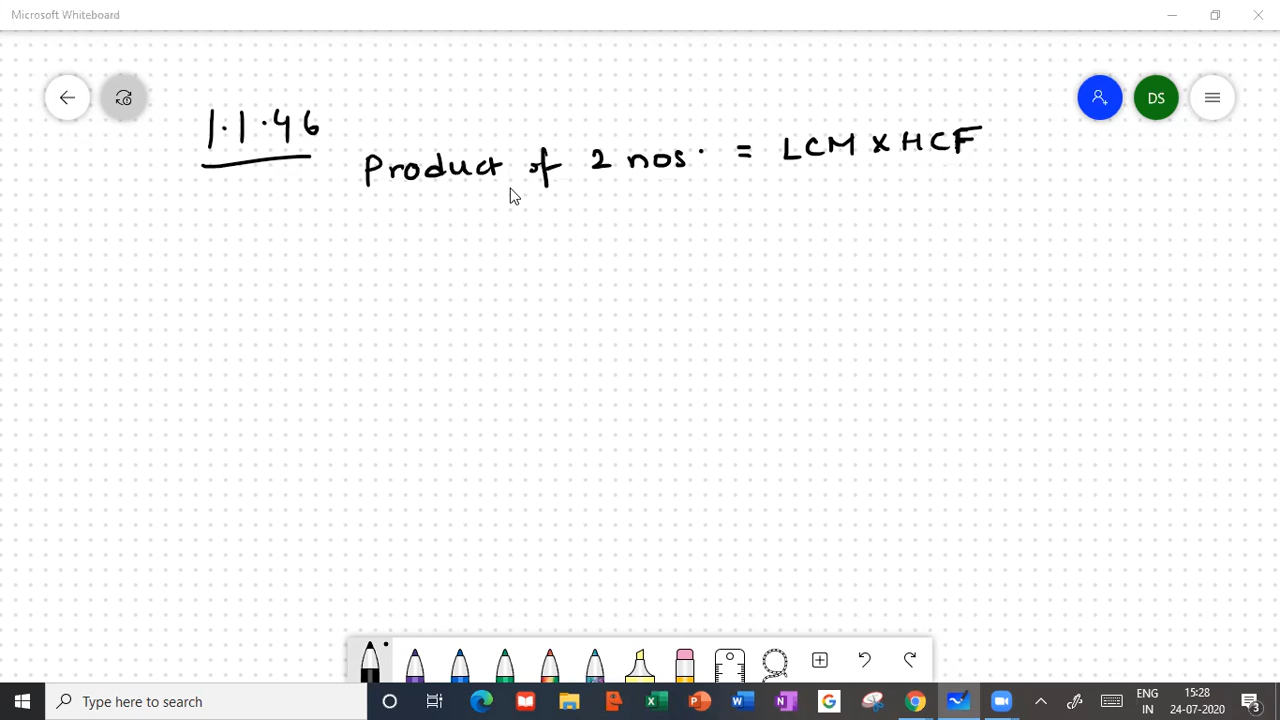 Microsoft Whiteboard
DS
1.1.46
Product of 2 nos. = LCM x HCF
Type here to search
ENG
IN
15:28
24-07-2020
3